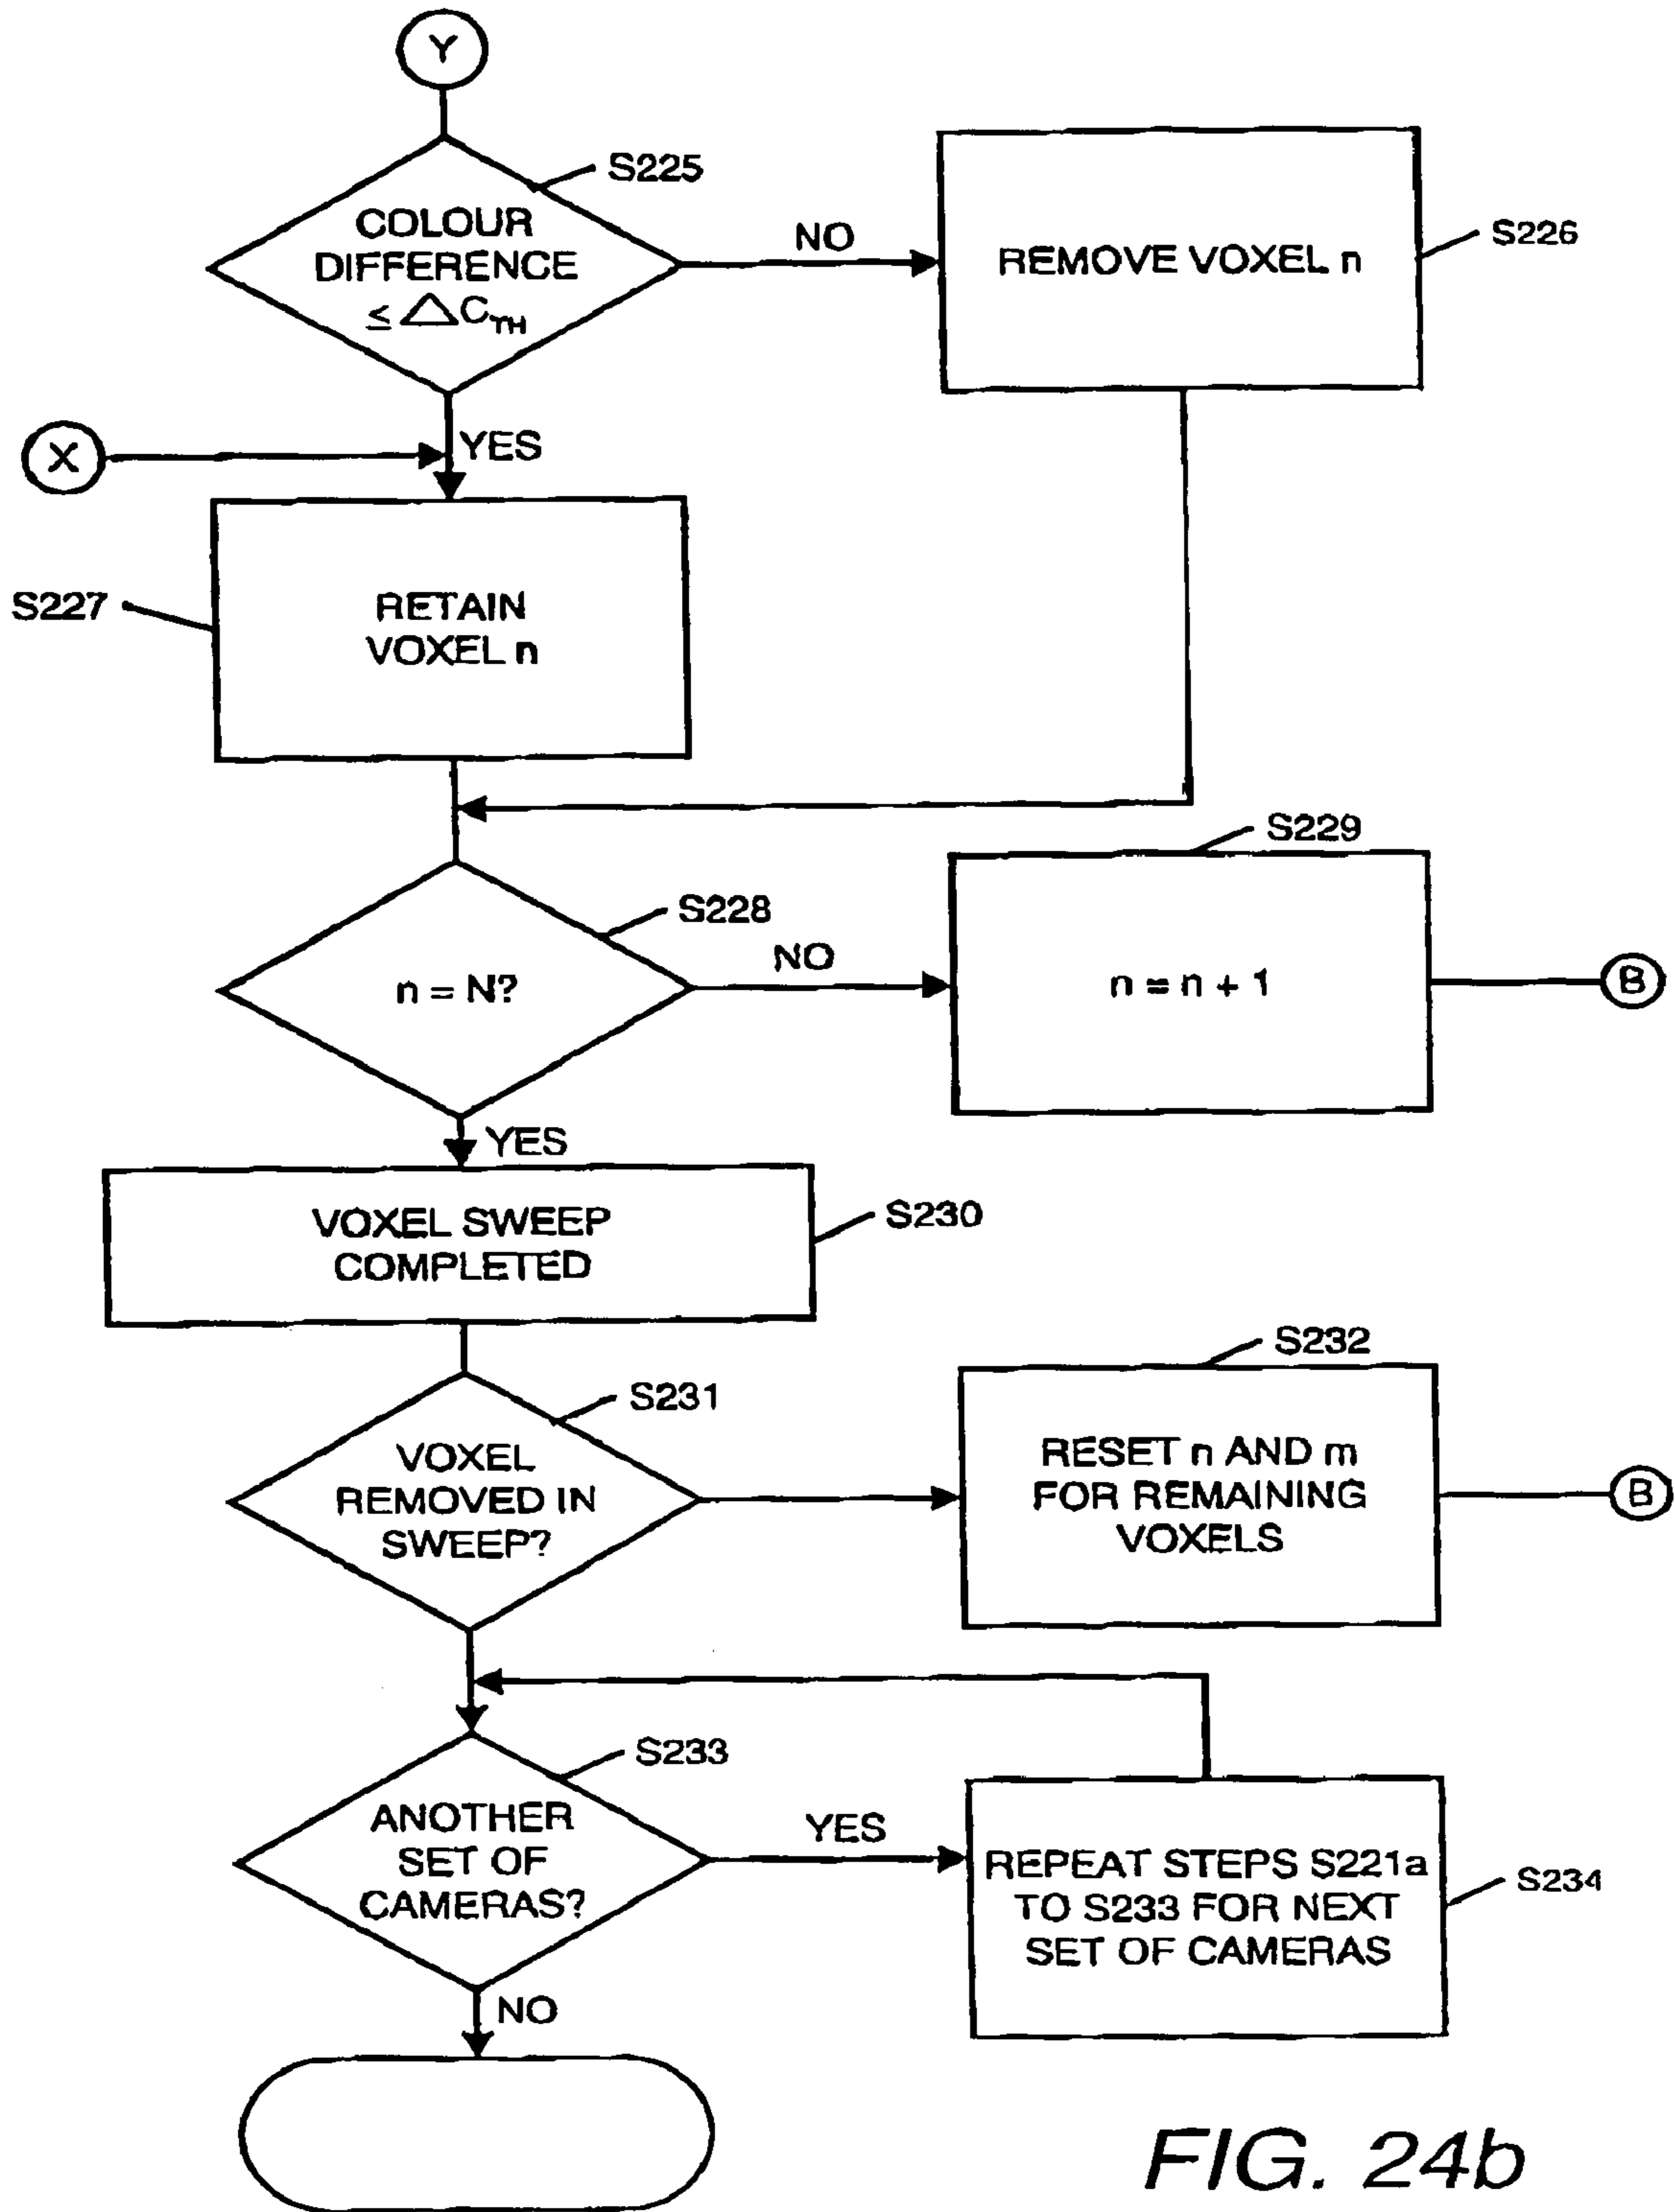 Y
S225
COLOUR
DIFFERENCE
≤ △C_TH
NO
REMOVE VOXEL n
S226
X
YES
S227
RETAIN
VOXEL n
S229
S228
n = N?
NO
n = n + 1
B
YES
VOXEL SWEEP
COMPLETED
S230
S232
S231
VOXEL
REMOVED IN
SWEEP?
RESET n AND m
FOR REMAINING
VOXELS
B
S233
ANOTHER
SET OF
CAMERAS?
YES
REPEAT STEPS S221a
TO S233 FOR NEXT
SET OF CAMERAS
S234
NO
FIG. 24b